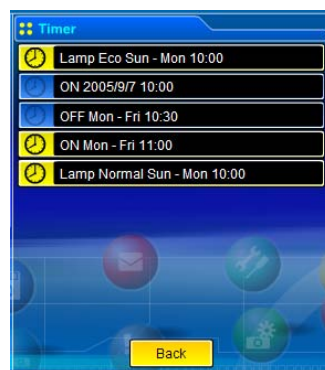 Timer
Lamp Eco Sun - Mon 10:00
ON 2005/9/7 10:00
OFF Mon - Fri 10:30
ON Mon - Fri 11:00
Lamp Normal Sun - Mon 10:00
Back